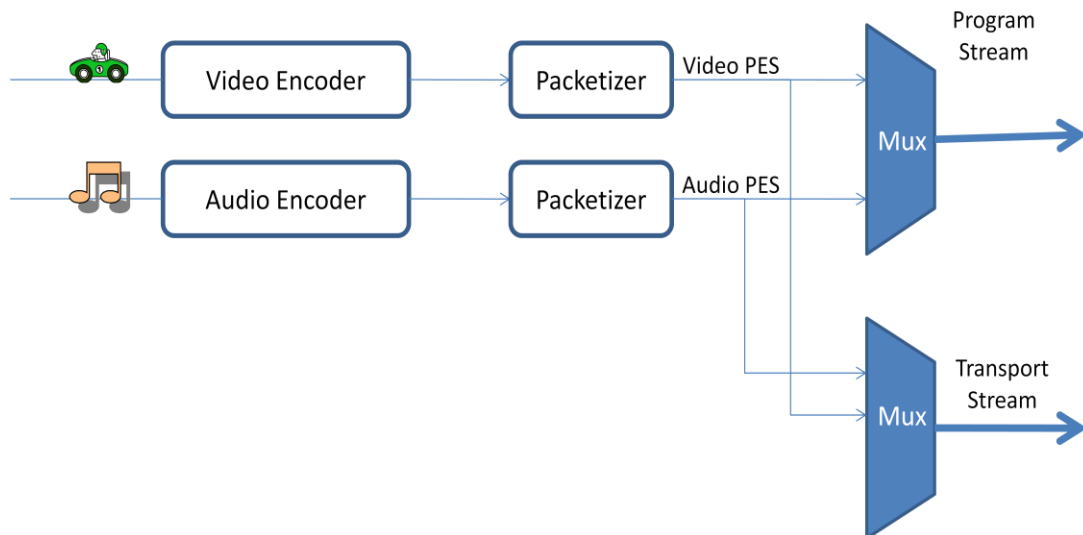 Program
Stream
Video Encoder
Packetizer
Video PES
Mux
Audio Encoder
Packetizer
Audio PES
Transport
Stream
Mux